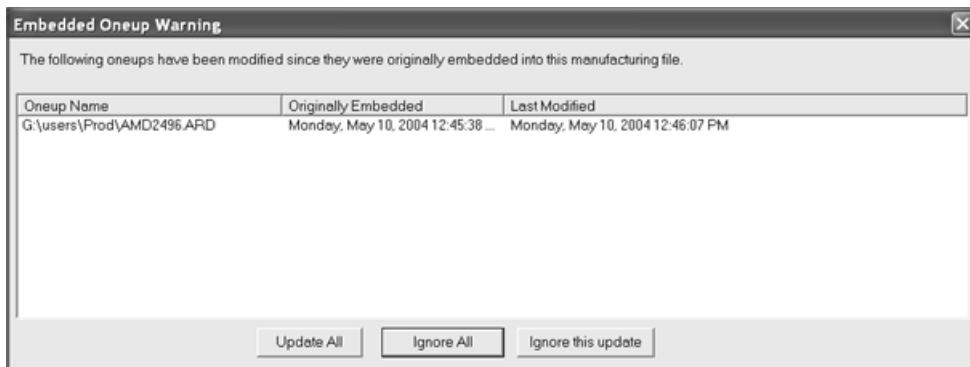 Embedded Oneup Warning
The following oneups have been modified since they were originally embedded into this manufacturing file.
Oneup Name Originally Embedded Last Modified
G:\users\Prod\AMD2496.ARD Monday, May 10, 2004 12:45:38 ... Monday, May 10, 2004 12:46:07 PM
Update All Ignore All Ignore this update